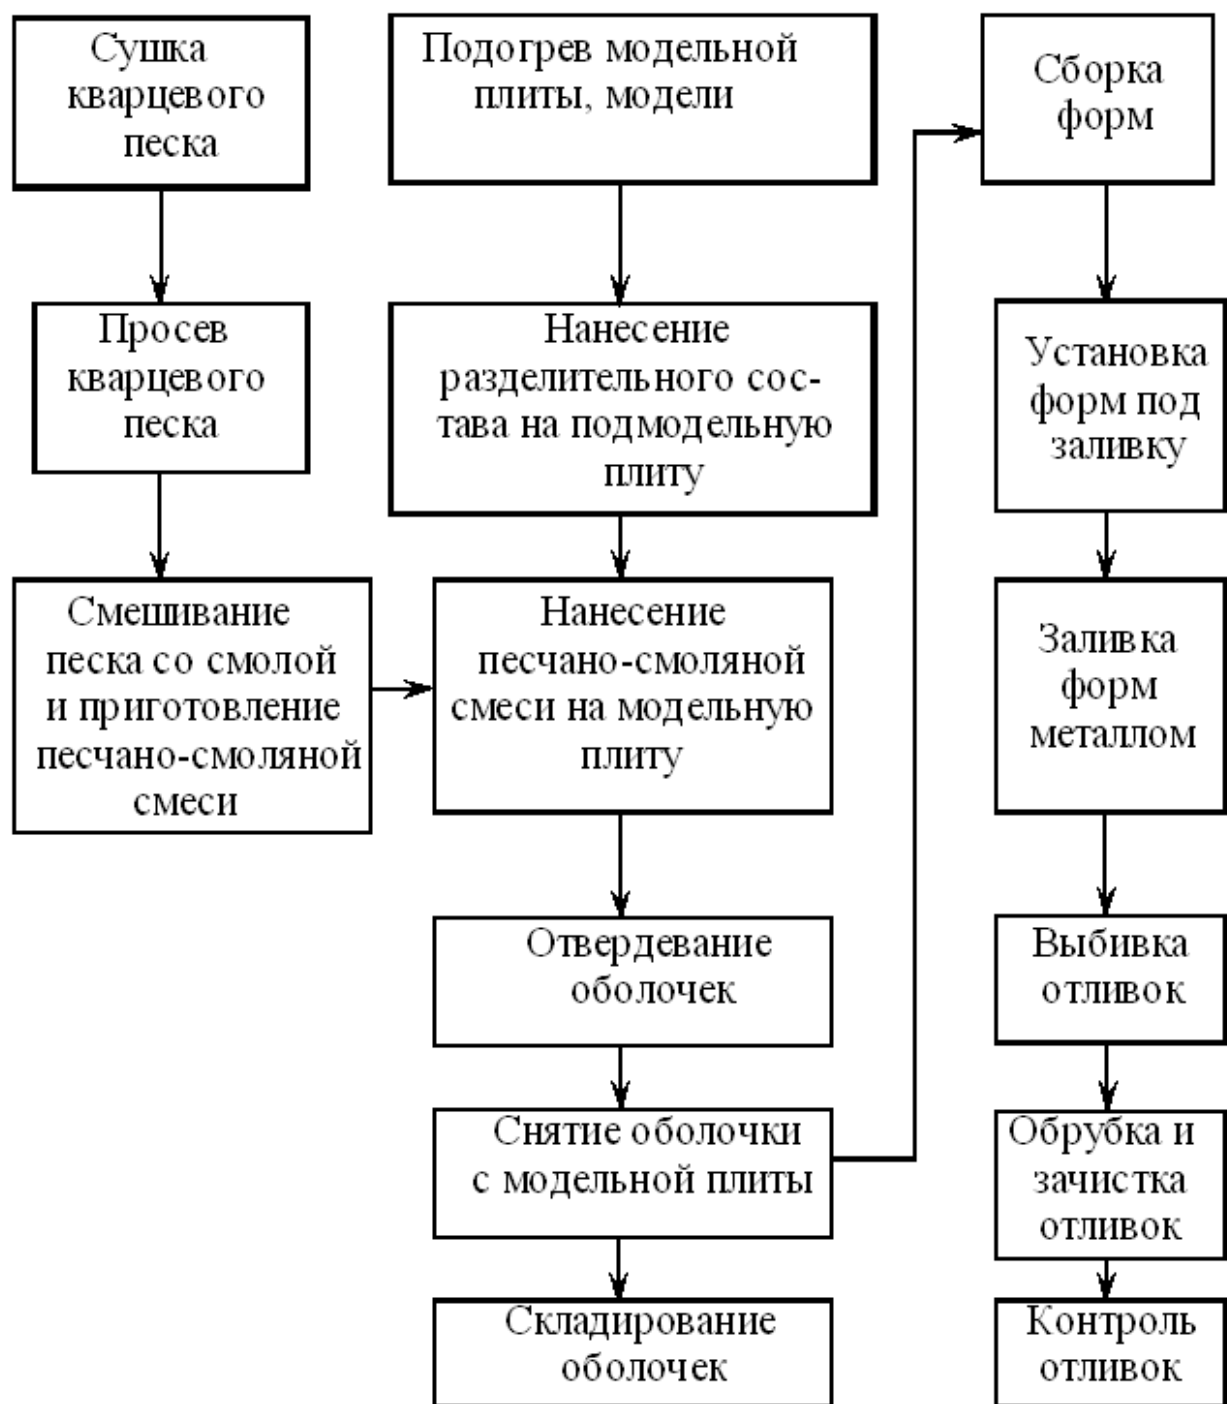 Сушка
кварцевого
песка
Просев
кварцевого
песка
Смешивание
песка со смолой
и приготовление
песчано-смоляной
смеси
Подогрев модельной
плиты, модели
Нанесение
разделительного сос-
тава на подмодельную
плиту
Нанесение
песчано-смоляной
смеси на модельную
плиту
Отвердевание
оболочек
Снятие оболочки
с модельной плиты
Складирование
оболочек
Сборка
форм
Установка
форм под
заливку
Заливка
форм
металлом
Выбивка
отливок
Обрубка и
зачистка
отливок
Контроль
отливок